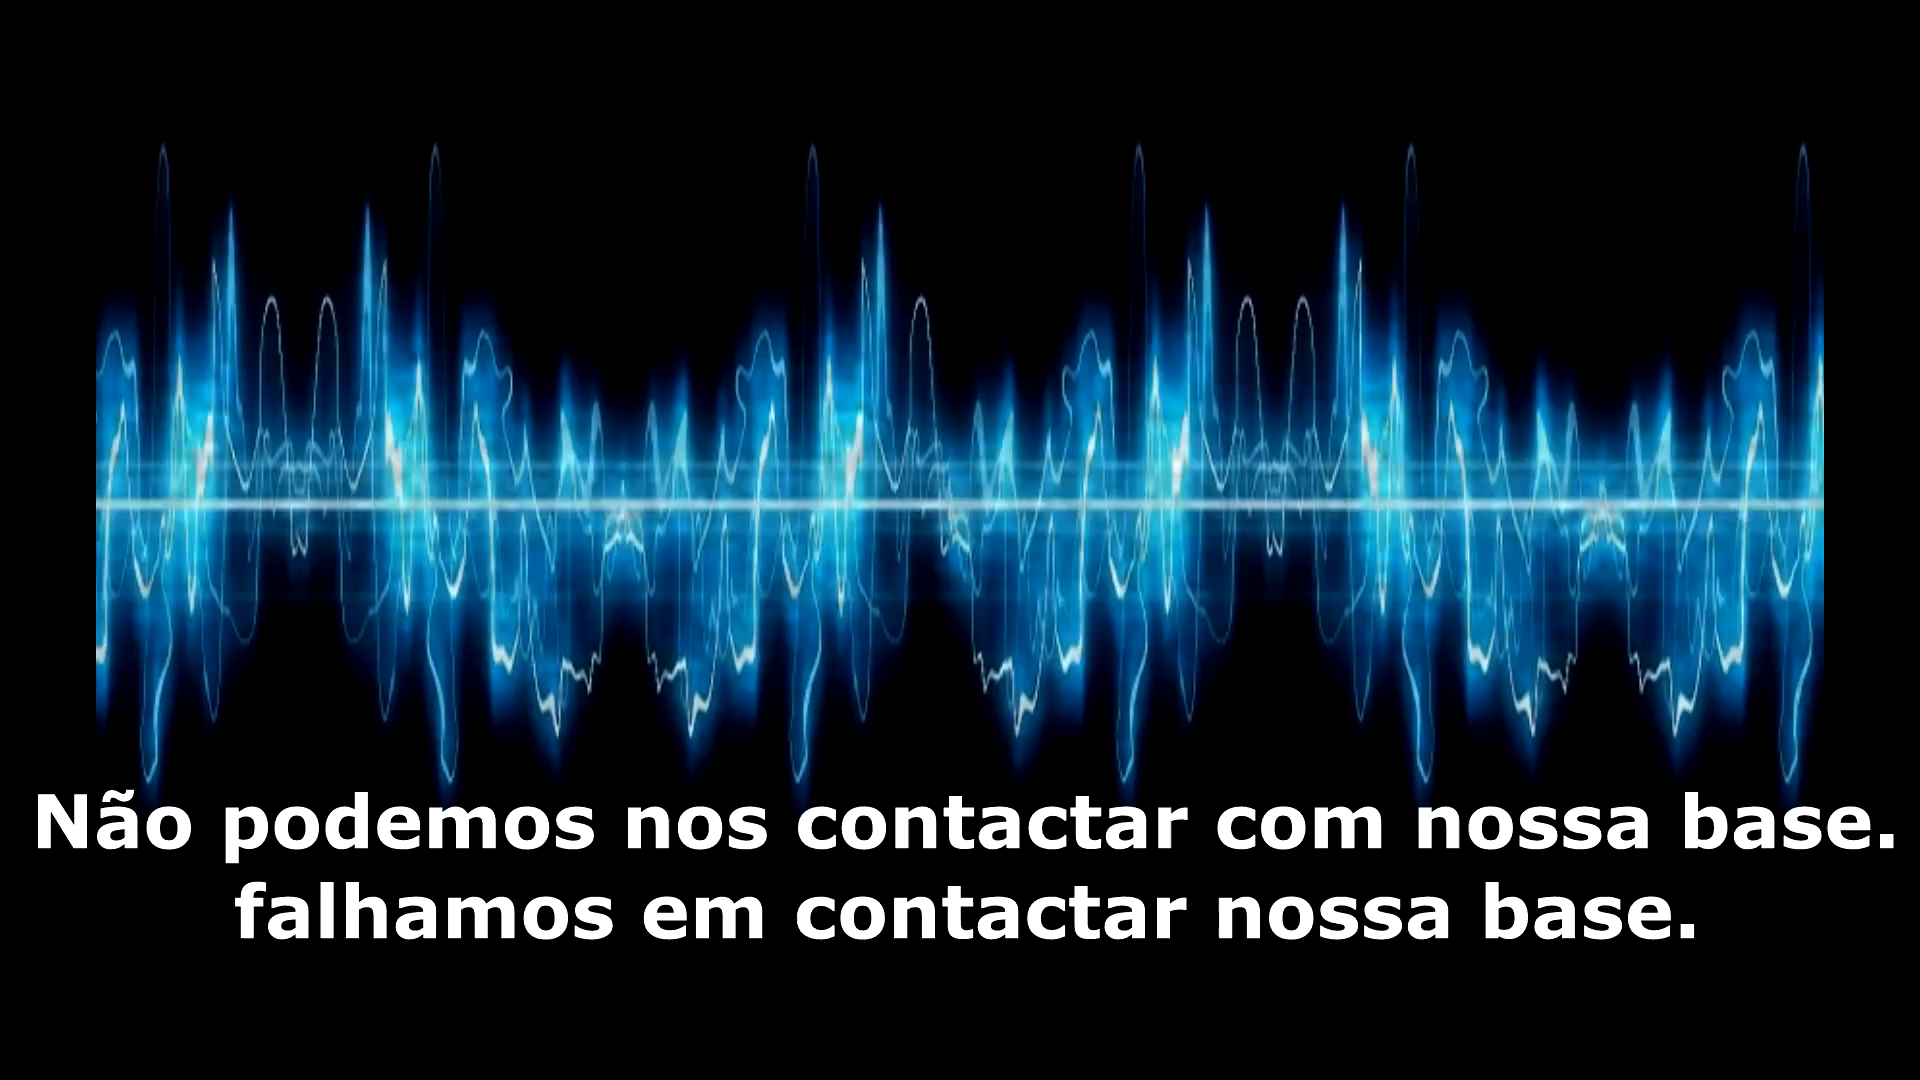 Não podemos nos contactar com nossa base.
falhamos em contactar nossa base.